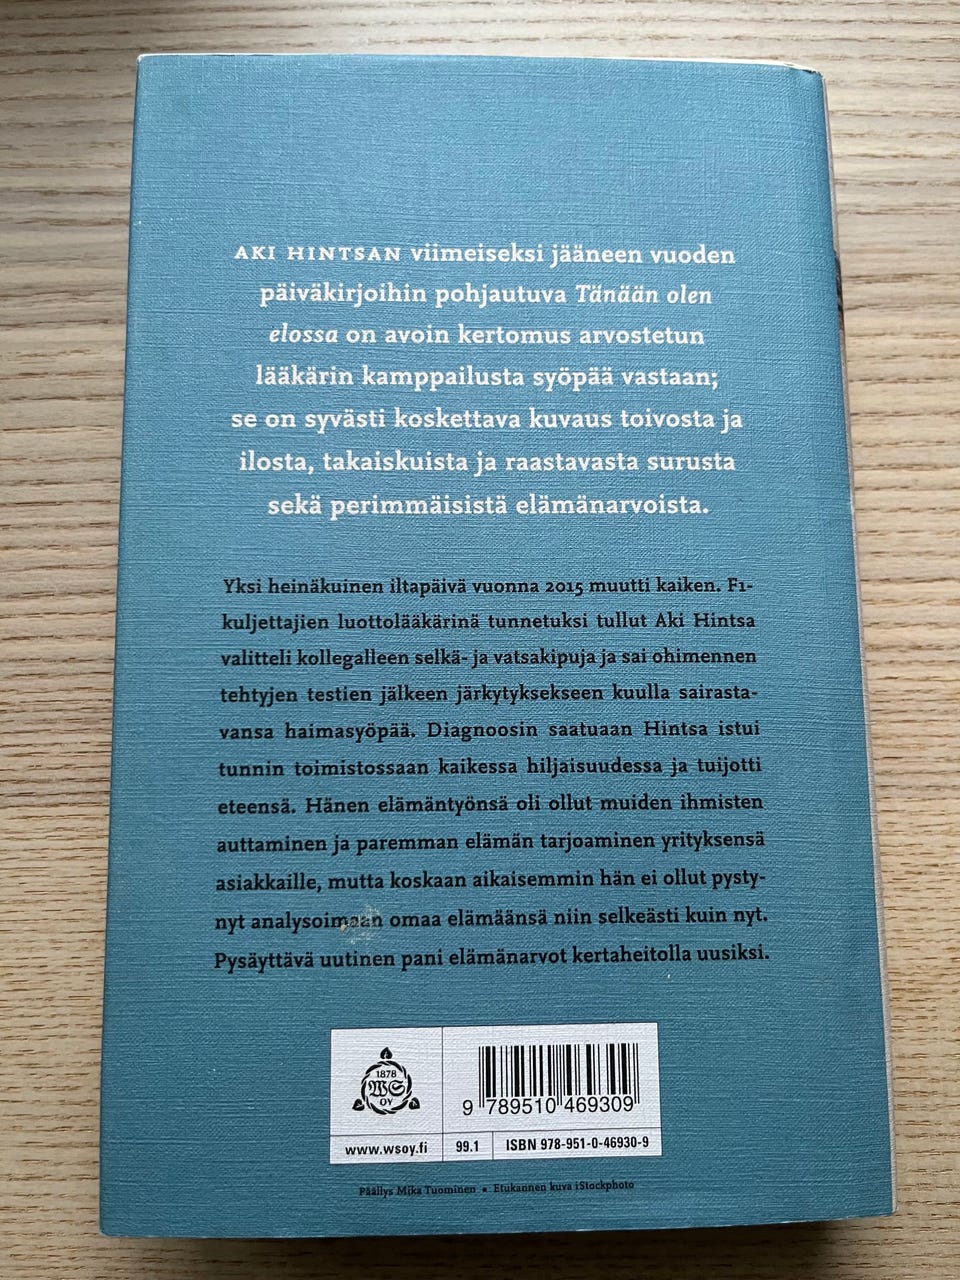 AKI HINTSAN viimeiseksi jääneen vuoden
päiväkirjoihin pohjautuva Tänään olen
elossa on avoin kertomus arvostetun
lääkärin kamppailusta syöpää vastaan;
se on syvästi koskettava kuvaus toivosta ja
ilosta, takaiskuista ja raastavasta surusta
sekä perimmäisistä elämänarvoista.
Yksi heinäkuinen iltapäivä vuonna 2015 muutti kaiken. F1-
kuljettajien luottolääkärinä tunnetuksi tullut Aki Hintsa
valitteli kollegalleen selkä- ja vatsakipuja ja sai ohimennen
tehtyjen testien jälkeen järkytyksekseen kuulla sairasta-
vansa haimasyöpää. Diagnoosin saatuaan Hintsa istui
tunnin toimistossaan kaikessa hiljaisuudessa ja tuijotti
eteensä. Hänen elämäntyönsä oli ollut muiden ihmisten
auttaminen ja paremman elämän tarjoaminen yrityksensä
asiakkaille, mutta koskaan aikaisemmin hän ei ollut pysty-
nyt analysoimaan omaa elämäänsä niin selkeästi kuin nyt.
Pysäyttävä uutinen pani elämänarvot kertaheitolla uusiksi.
1878
WS
OY
9 789510 469309
www.wsoy.fi
99.1
ISBN 978-951-0-46930-9
Päällys Mika Tuominen • Etukannen kuva iStockphoto